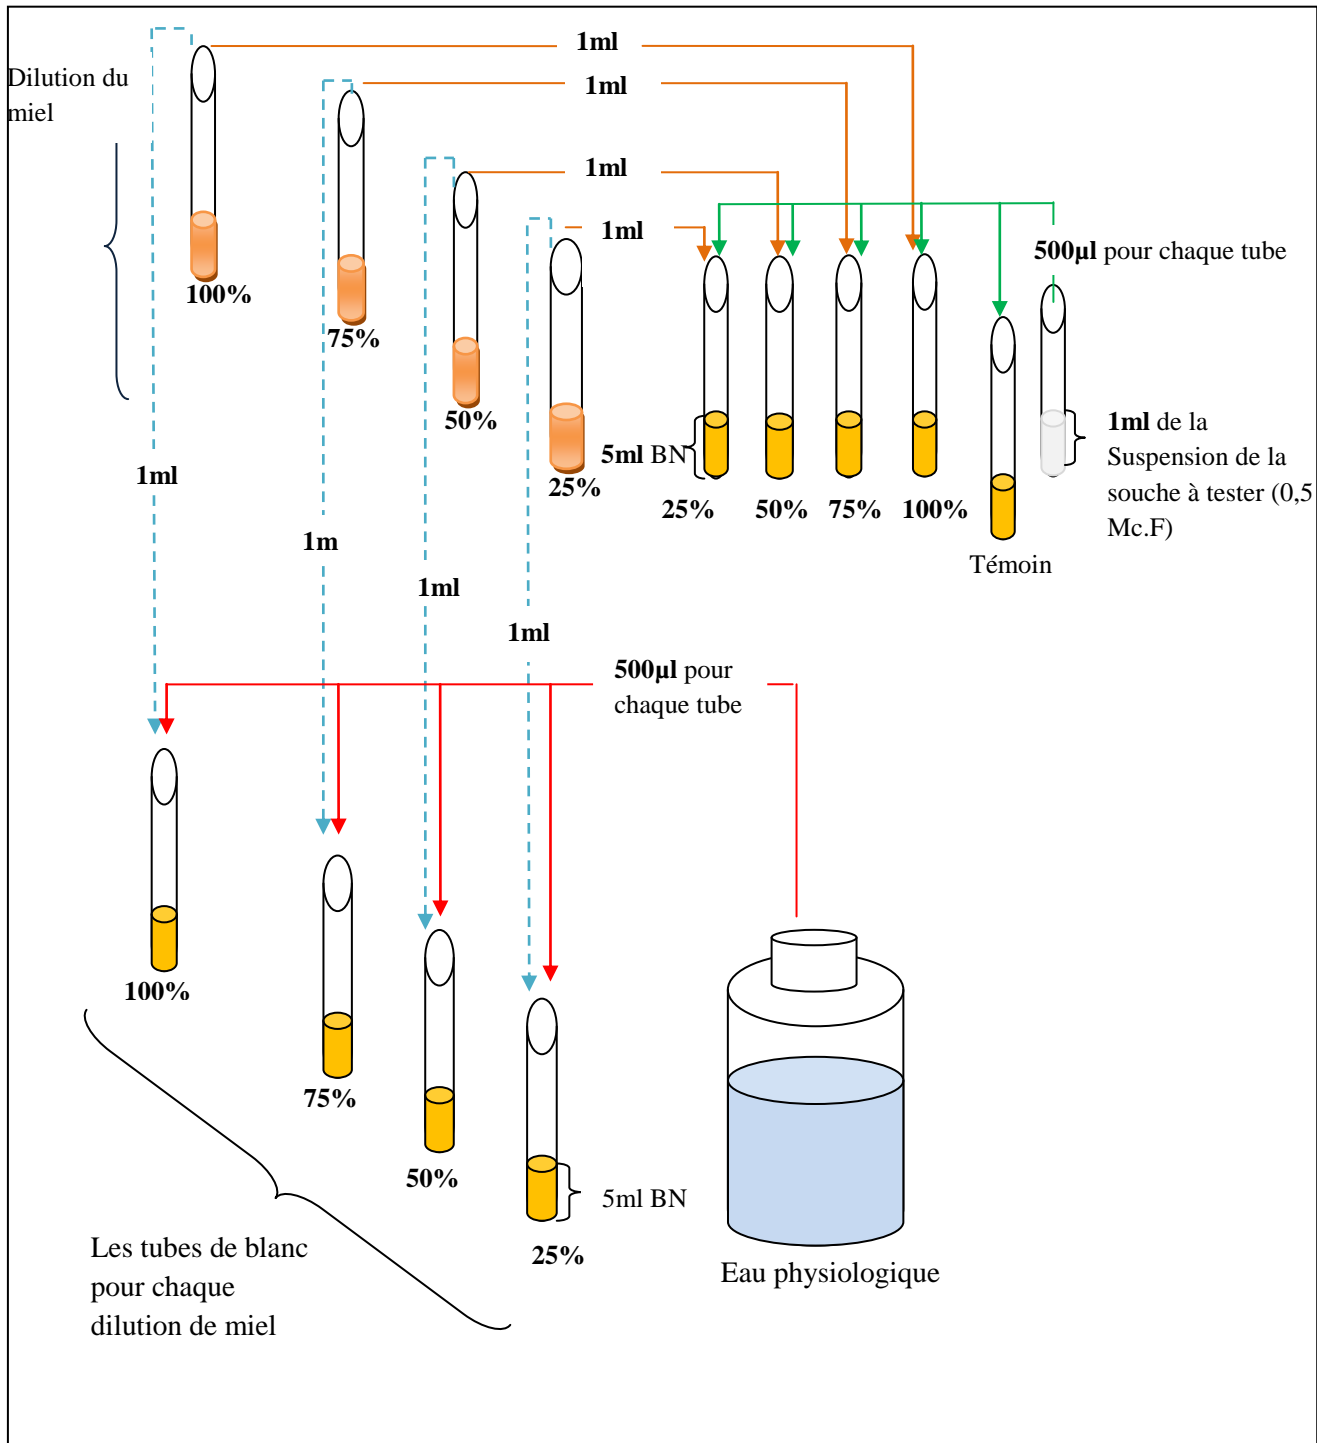 1ml
Dilution du
miel
1ml
1ml
1ml
500µl pour chaque tube
100%
75%
50%
25%
5ml BN
25%
50%
75%
100%
1ml de la
Suspension de la
souche à tester (0,5
Mc.F)
Témoin
1ml
1m
1ml
1ml
500µl pour
chaque tube
100%
75%
50%
25%
5ml BN
Les tubes de blanc
pour chaque
dilution de miel
Eau physiologique